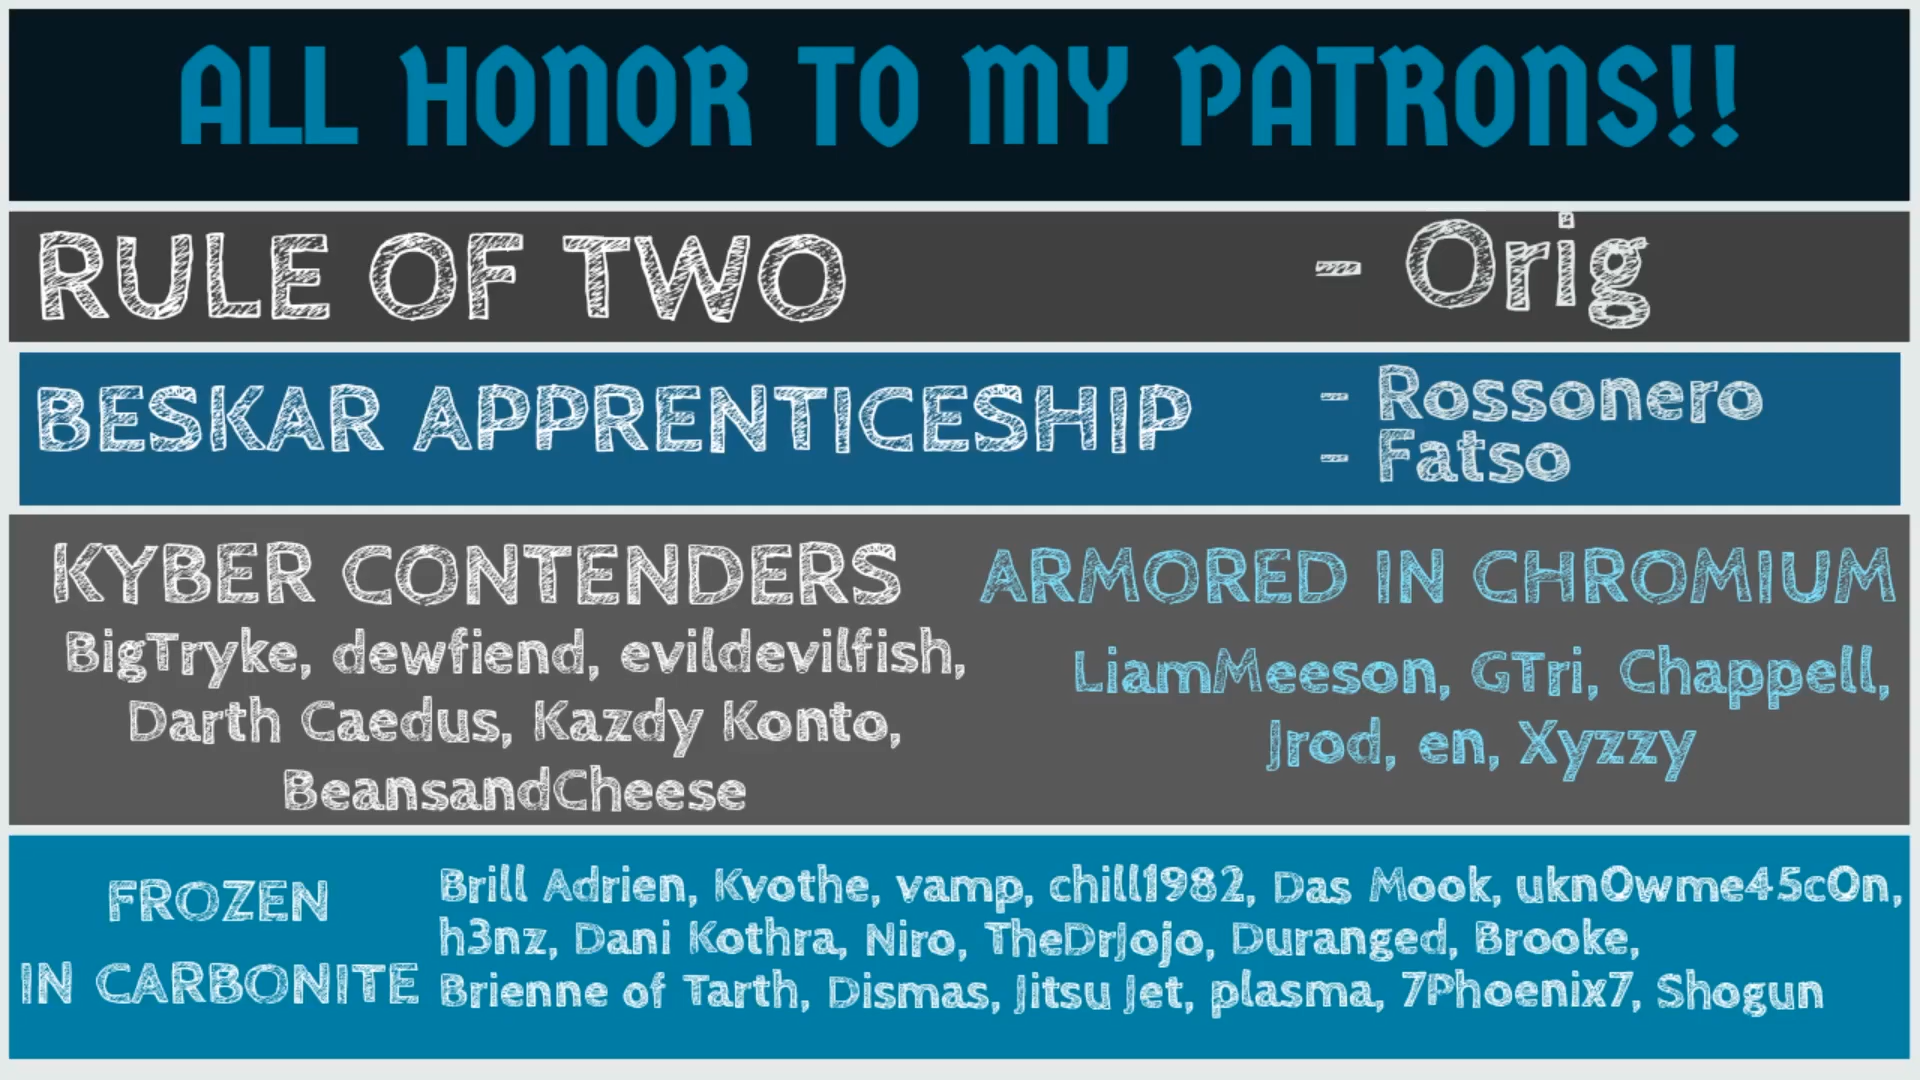 ALL HONOR TO MY PATRONS!!
RULE OF TWO
- Orig
BESKAR APPRENTICESHIP
- Rossonero
- Fatso
KYBER CONTENDERS
BigTryke, dewfiend, evildevilfish,
Darth Caedus, Kazdy Konto,
BeansandCheese
ARMORED IN CHROMIUM
LiamMeeson, GTri, Chappell,
Jrod, en, Xyzzy
FROZEN
IN CARBONITE
Brill Adrien, Kvothe, vamp, chill1982, Das Mook, ukn0wme45c0n,
h3nz, Dani Kothra, Niro, TheDrJojo, Duranged, Brooke,
Brienne of Tarth, Dismas, Jitsu Jet, plasma, 7Phoenix7, Shogun